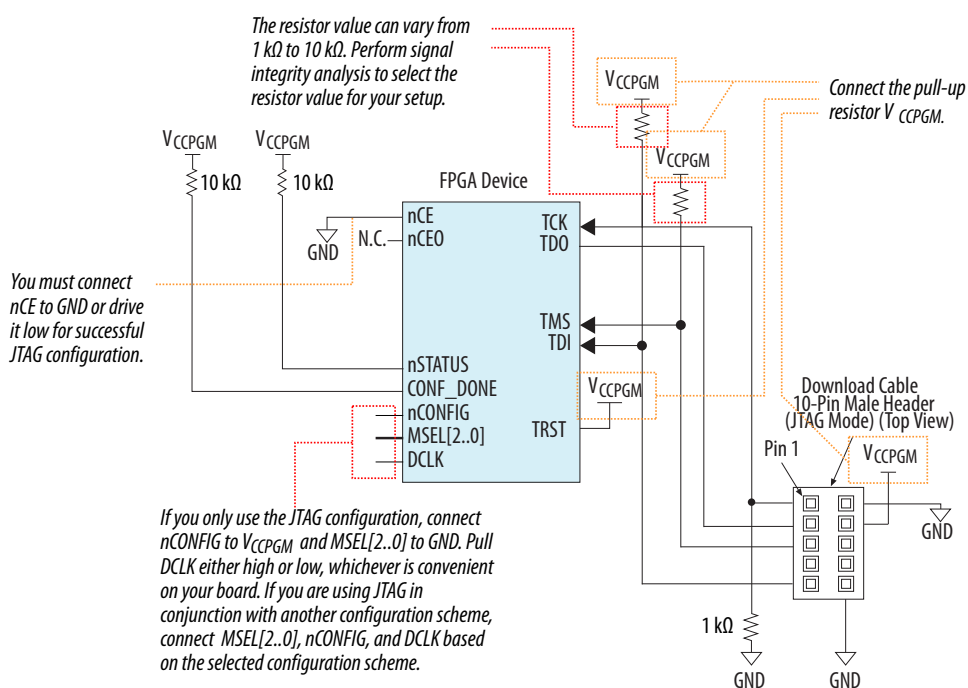 The resistor value can vary from
1 kΩ to 10 kΩ. Perform signal
integrity analysis to select the
resistor value for your setup.
VCCPGM
Connect the pull-up
resistor V CCPGM.
VCCPGM
VCCPGM
VCCPGM
10 kΩ
10 kΩ
FPGA Device
nCE
GND
N.C.
nCEO
TCK
TDO
You must connect
nCE to GND or drive
it low for successful
JTAG configuration.
TMS
TDI
nSTATUS
CONF_DONE
nCONFIG
MSEL[2..0]
DCLK
VCCPGM
TRST
Download Cable
10-Pin Male Header
(JTAG Mode) (Top View)
Pin 1
VCCPGM
GND
If you only use the JTAG configuration, connect
nCONFIG to VCCPGM and MSEL[2..0] to GND. Pull
DCLK either high or low, whichever is convenient
on your board. If you are using JTAG in
conjunction with another configuration scheme,
connect MSEL[2..0], nCONFIG, and DCLK based
on the selected configuration scheme.
1 kΩ
GND
GND